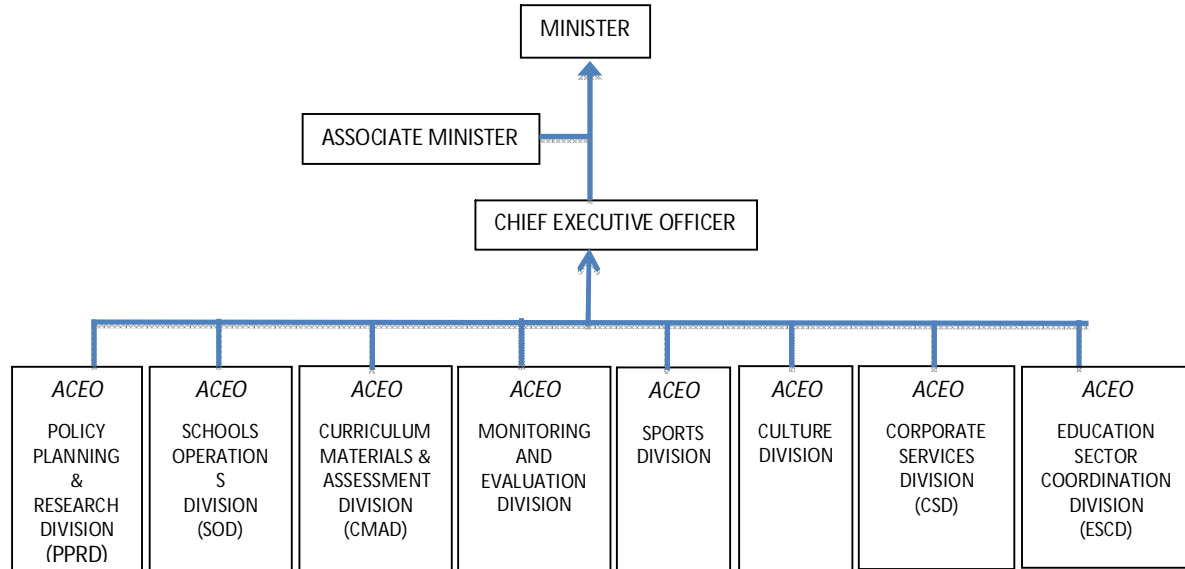 MINISTER
ASSOCIATE MINISTER
CHIEF EXECUTIVE OFFICER
ACEO
POLICY
PLANNING
&
RESEARCH
DIVISION
(PPRD)
ACEO
SCHOOLS
OPERATION
S
DIVISION
(SOD)
ACEO
CURRICULUM
MATERIALS &
ASSESSMENT
DIVISION
(CMAD)
ACEO
MONITORING
AND
EVALUATION
DIVISION
ACEO
SPORTS
DIVISION
ACEO
CULTURE
DIVISION
ACEO
CORPORATE
SERVICES
DIVISION
(CSD)
ACEO
EDUCATION
SECTOR
COORDINATION
DIVISION
(ESCD)